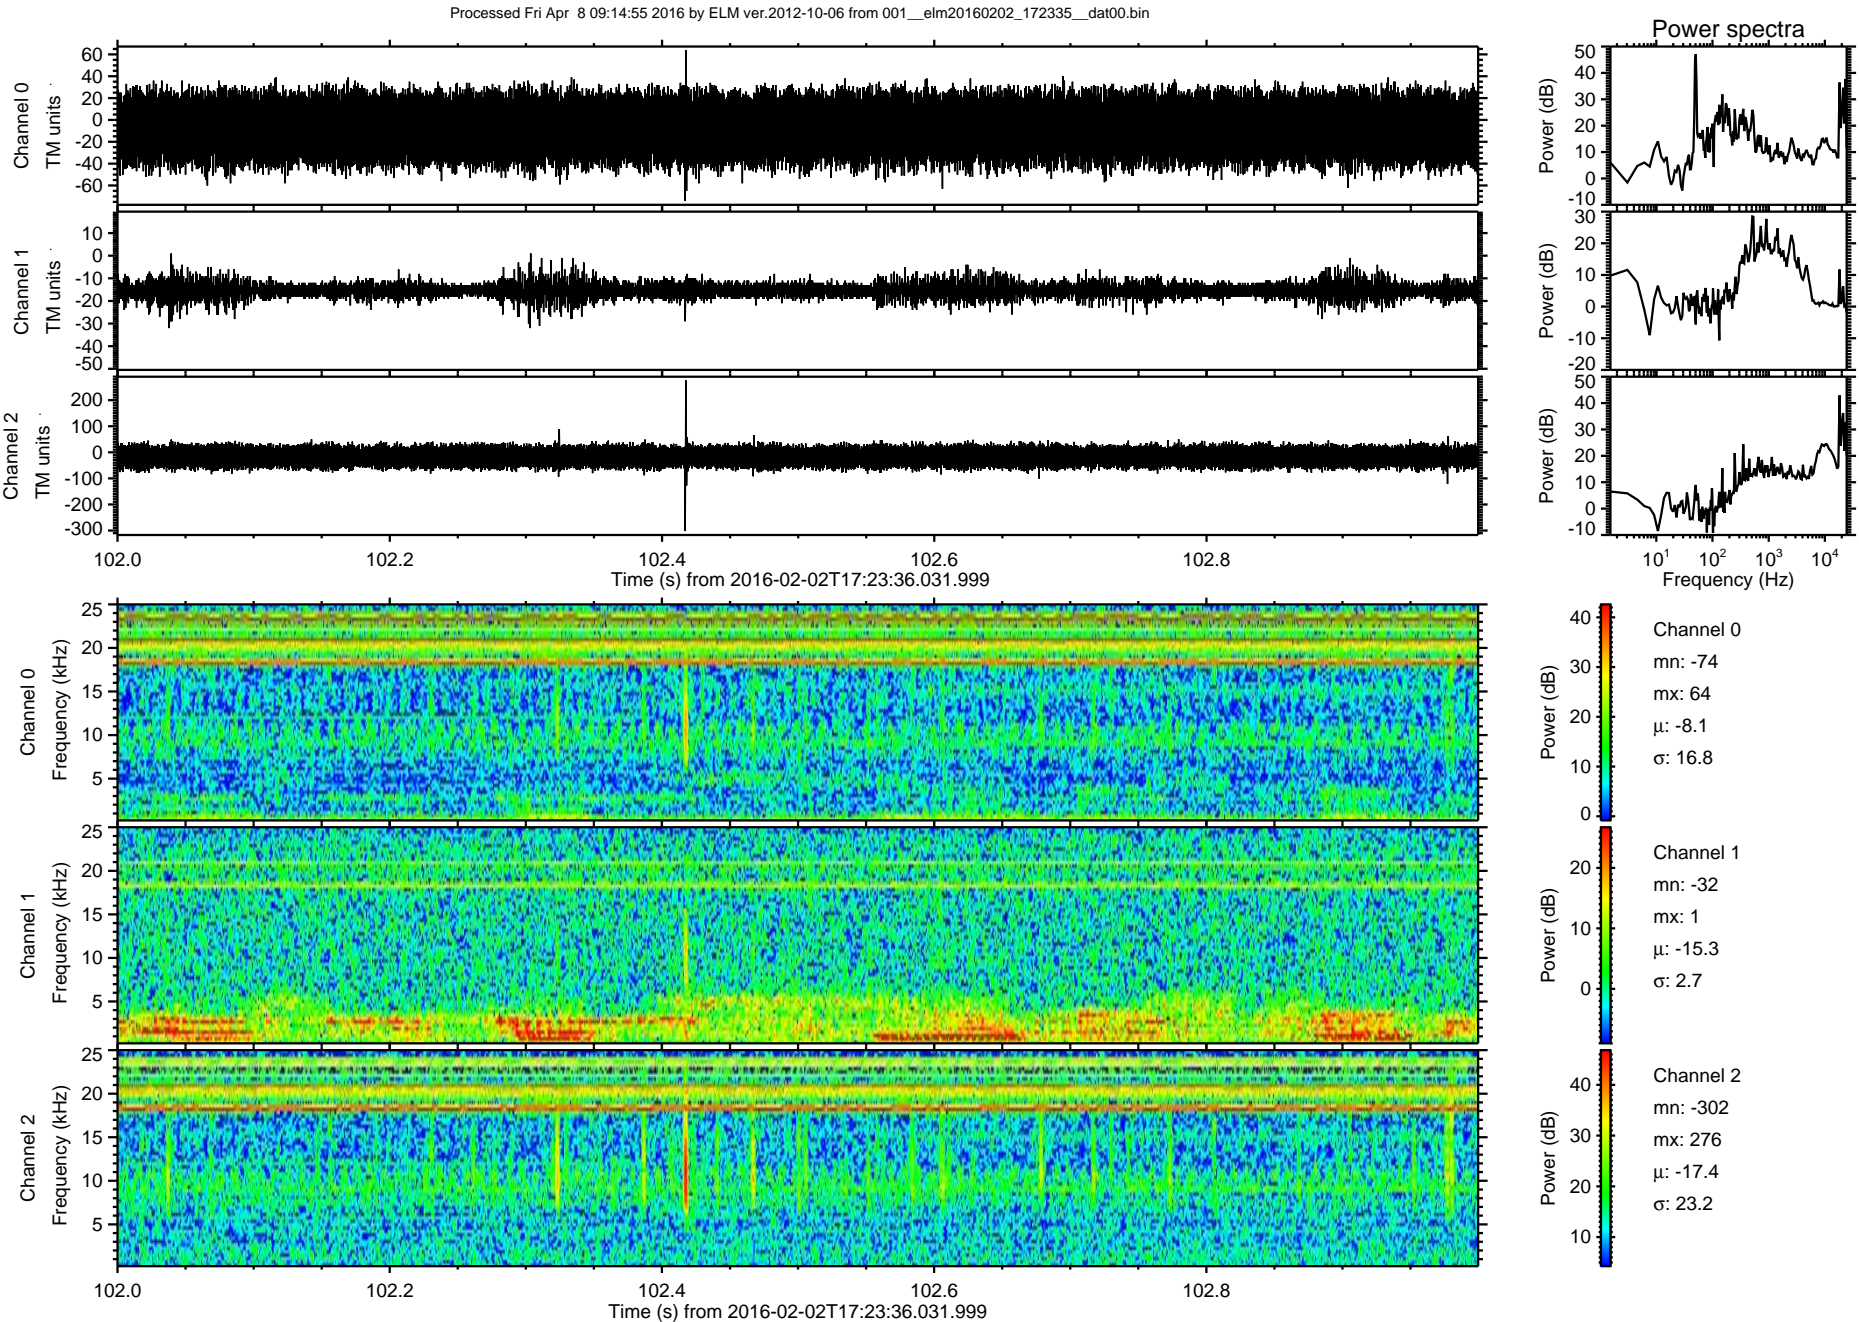 Processed Fri Apr  8 09:14:55 2016 by ELM ver.2012-10-06 from 001__elm20160202_172335__dat00.bin
Power spectra
Channel 0
TM units
60
40
20
0
-20
-40
-60
Power (dB)
50
40
30
20
10
0
-10
Channel 1
TM units
10
0
-10
-20
-30
-40
-50
Power (dB)
30
20
10
0
-10
-20
Channel 2
TM units
200
100
0
-100
-200
-300
Power (dB)
50
40
30
20
10
0
-10
102.0 102.2 102.4 102.6 102.8
Time (s) from 2016-02-02T17:23:36.031.999
10^1 10^2 10^3 10^4
Frequency (Hz)
Channel 0
Frequency (kHz)
25
20
15
10
5
Power (dB)
40
30
20
10
0
Channel 0
mn: -74
mx: 64
μ: -8.1
σ: 16.8
Channel 1
Frequency (kHz)
25
20
15
10
5
Power (dB)
20
10
0
Channel 1
mn: -32
mx: 1
μ: -15.3
σ: 2.7
Channel 2
Frequency (kHz)
25
20
15
10
5
Power (dB)
40
30
20
10
Channel 2
mn: -302
mx: 276
μ: -17.4
σ: 23.2
102.0 102.2 102.4 102.6 102.8
Time (s) from 2016-02-02T17:23:36.031.999